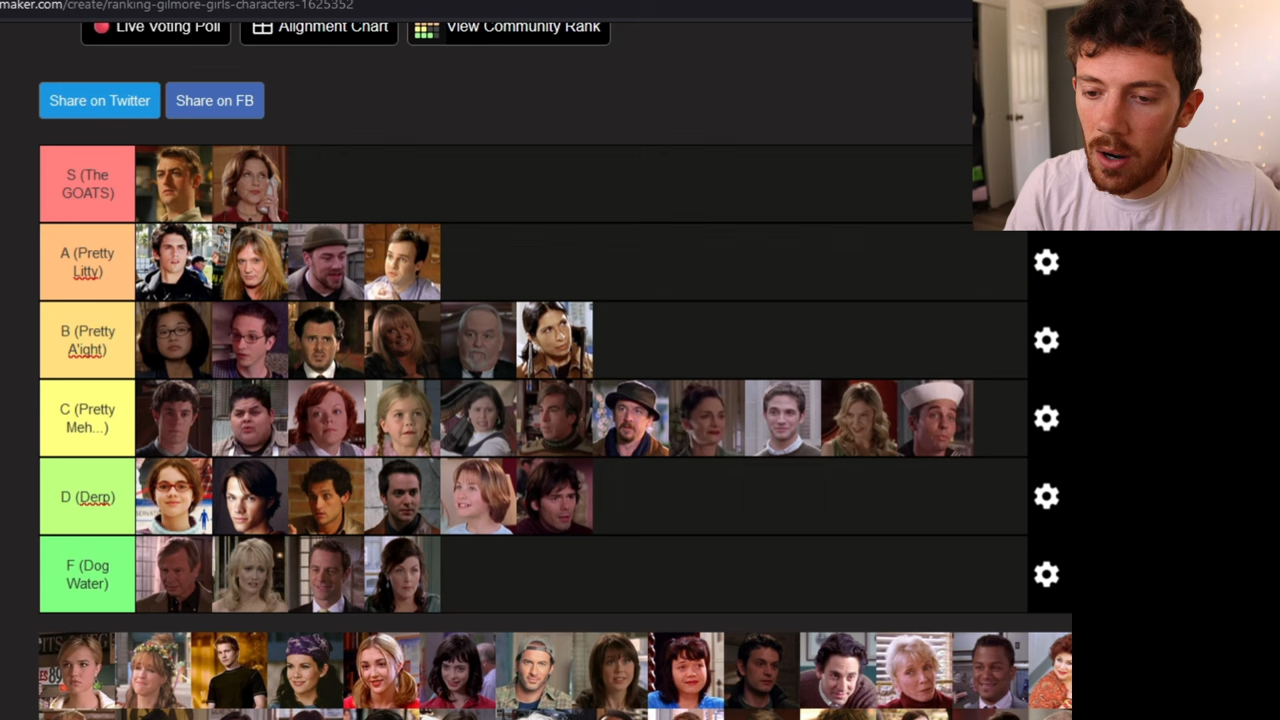 maker.com/create/ranking-gilmore-girls-characters-1625352
Live Voting Poll
Alignment Chart
View Community Rank
Share on Twitter
Share on FB
S (The
GOATS)
A (Pretty
Litty)
B (Pretty
A'ight)
C (Pretty
Meh...)
D (Derp)
F (Dog
Water)